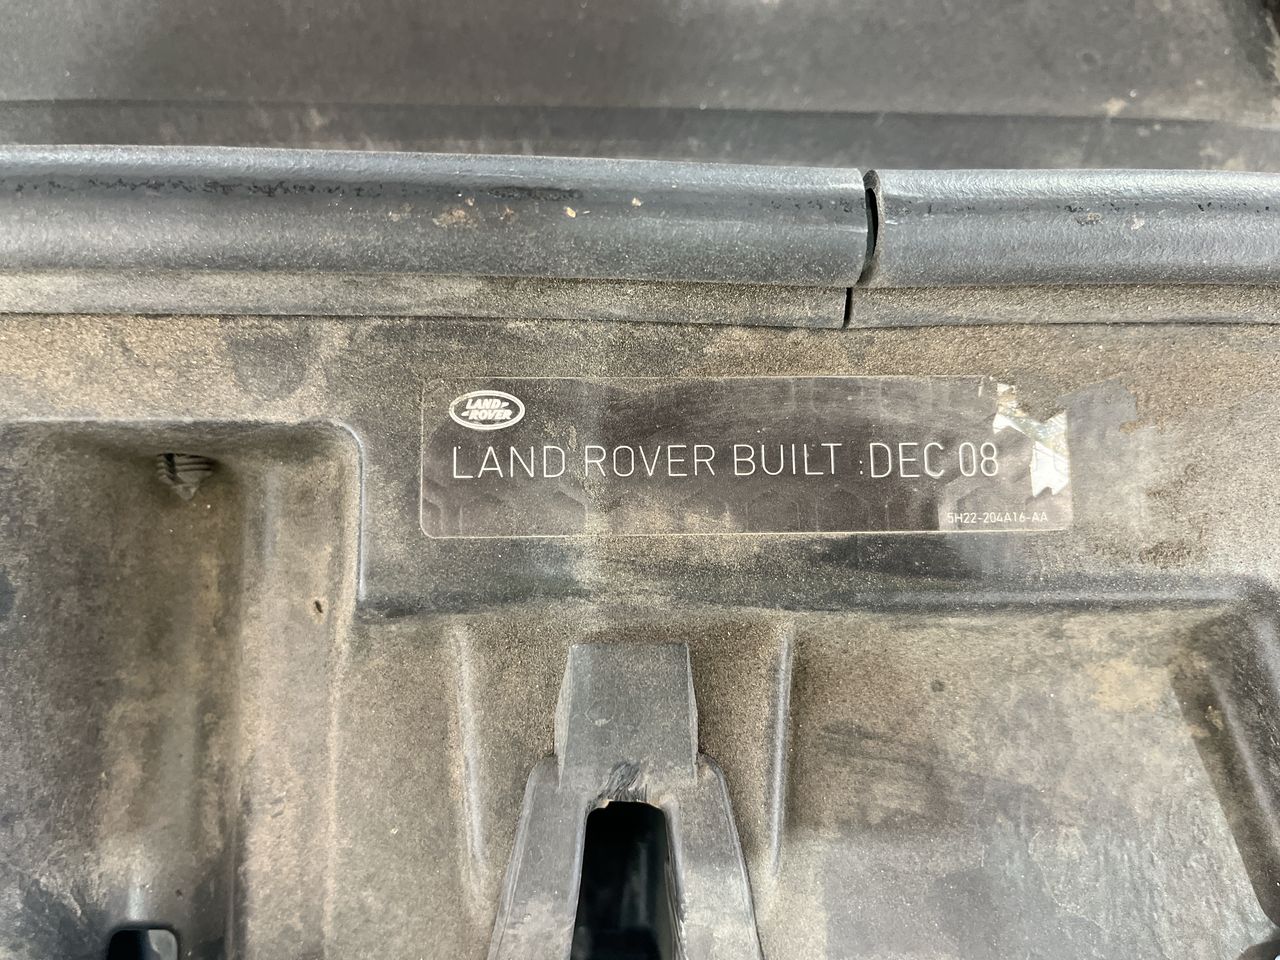 LAND
ROVER
LAND ROVER BUILT :DEC 08
5H22-204A16-AA